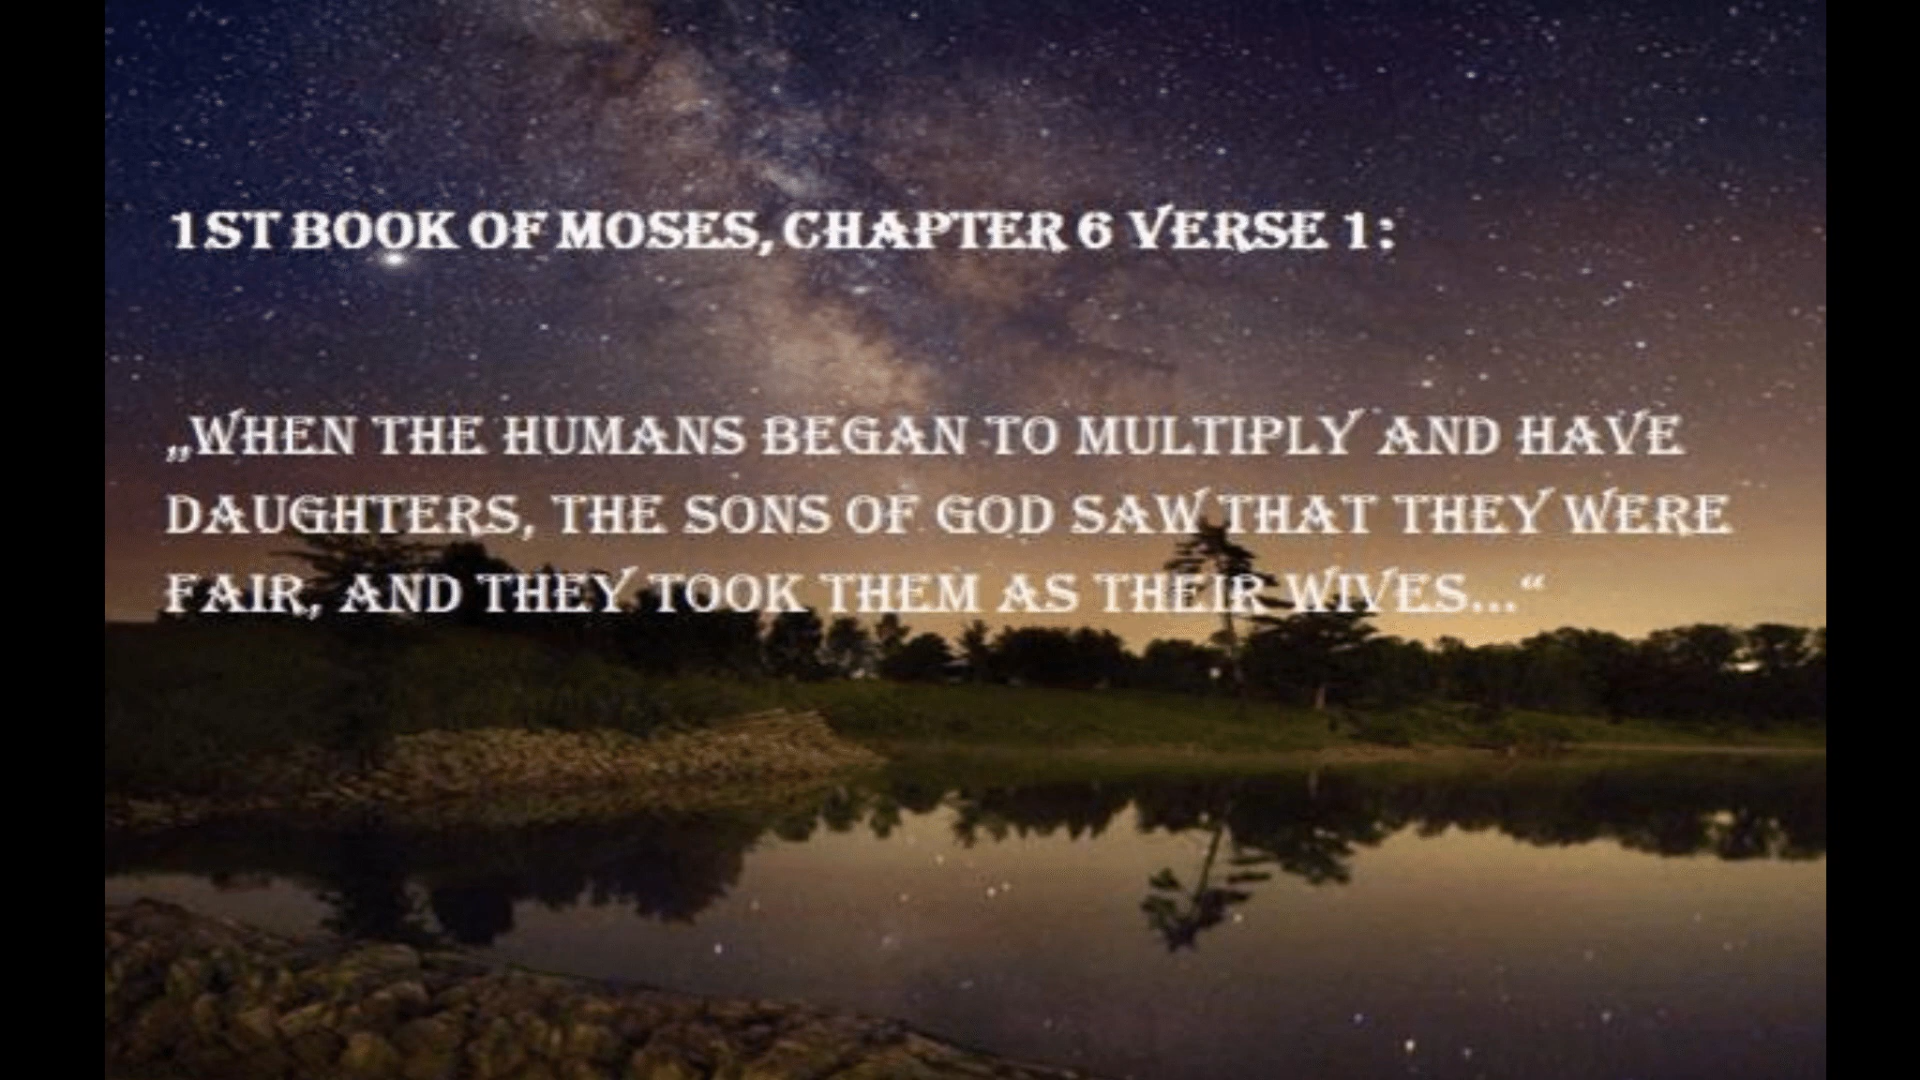 1ST BOOK OF MOSES, CHAPTER 6 VERSE 1:
„WHEN THE HUMANS BEGAN TO MULTIPLY AND HAVE
DAUGHTERS, THE SONS OF GOD SAW THAT THEY WERE
FAIR, AND THEY TOOK THEM AS THEIR WIVES...“